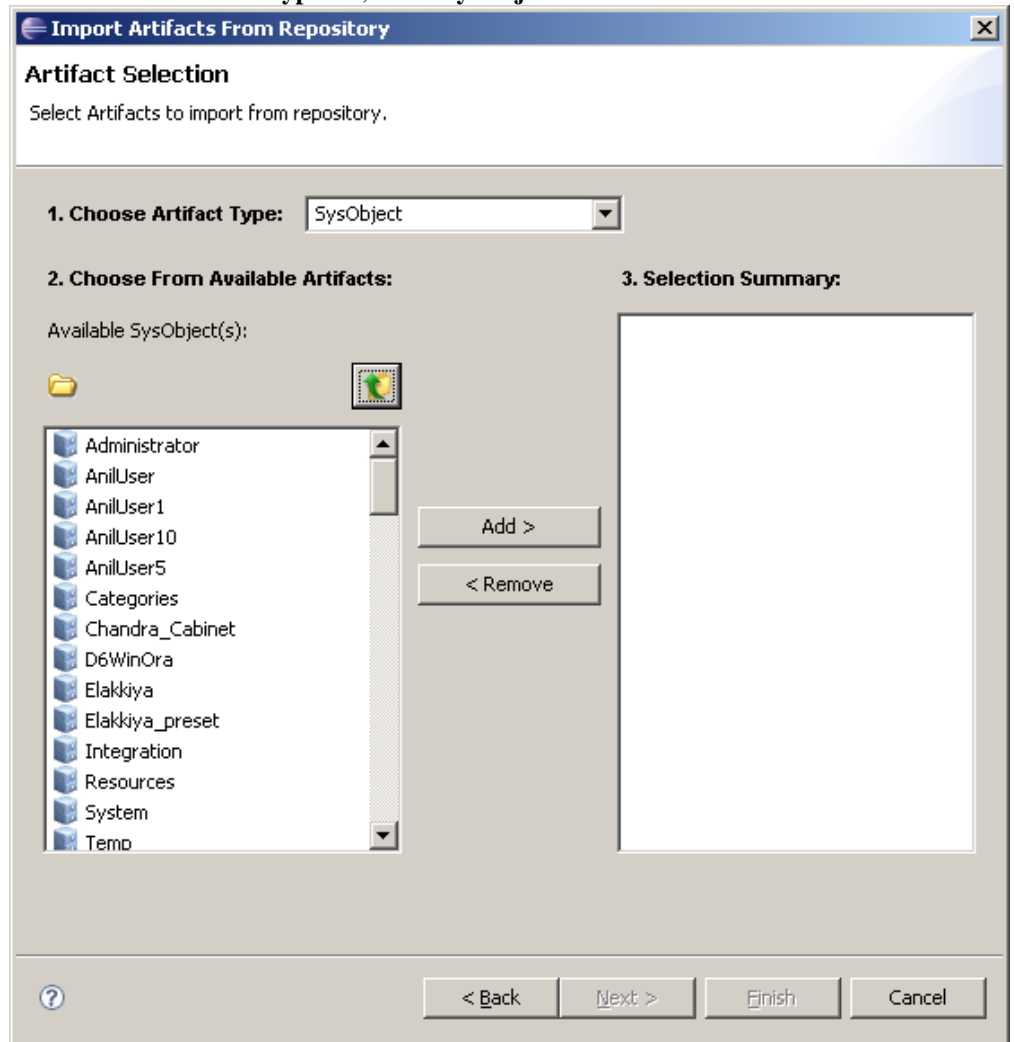 Import Artifacts From Repository
Artifact Selection
Select Artifacts to import from repository.
1. Choose Artifact Type:
SysObject
2. Choose From Available Artifacts:
3. Selection Summary:
Available SysObject(s):
Administrator
AnilUser
AnilUser1
AnilUser10
AnilUser5
Categories
Chandra_Cabinet
D6WinOra
Elakkiya
Elakkiya_preset
Integration
Resources
System
Temp
Add >
< Remove
< Back
Next >
Finish
Cancel